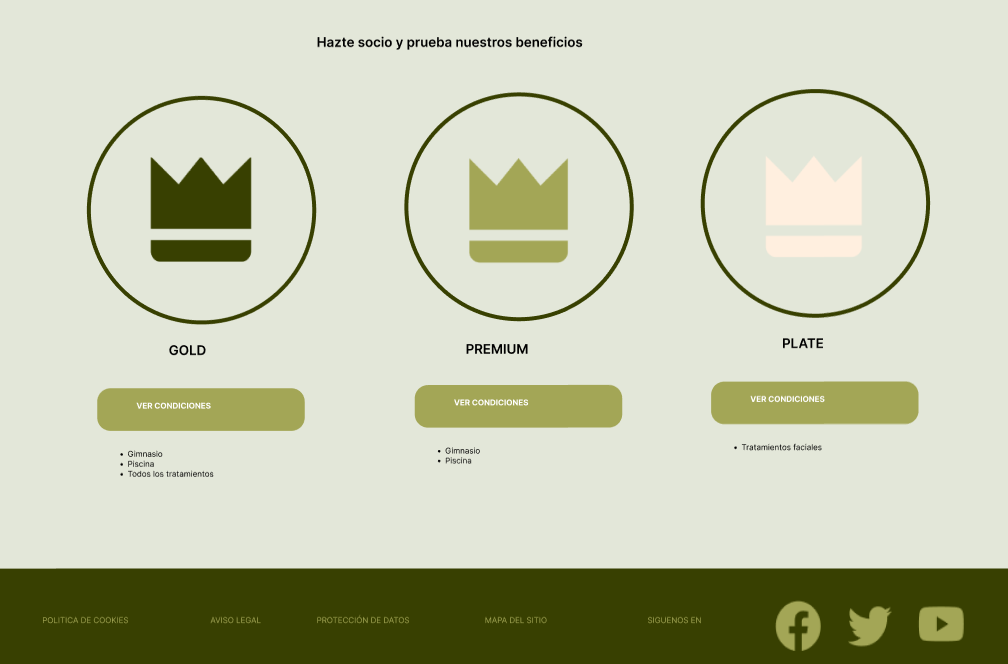 Hazte socio y prueba nuestros beneficios
GOLD
PREMIUM
PLATE
VER CONDICIONES
VER CONDICIONES
VER CONDICIONES
• Gimnasio
• Piscina
• Todos los tratamientos
• Gimnasio
• Piscina
• Tratamientos faciales
POLITICA DE COOKIES
AVISO LEGAL
PROTECCIÓN DE DATOS
MAPA DEL SITIO
SIGUENOS EN